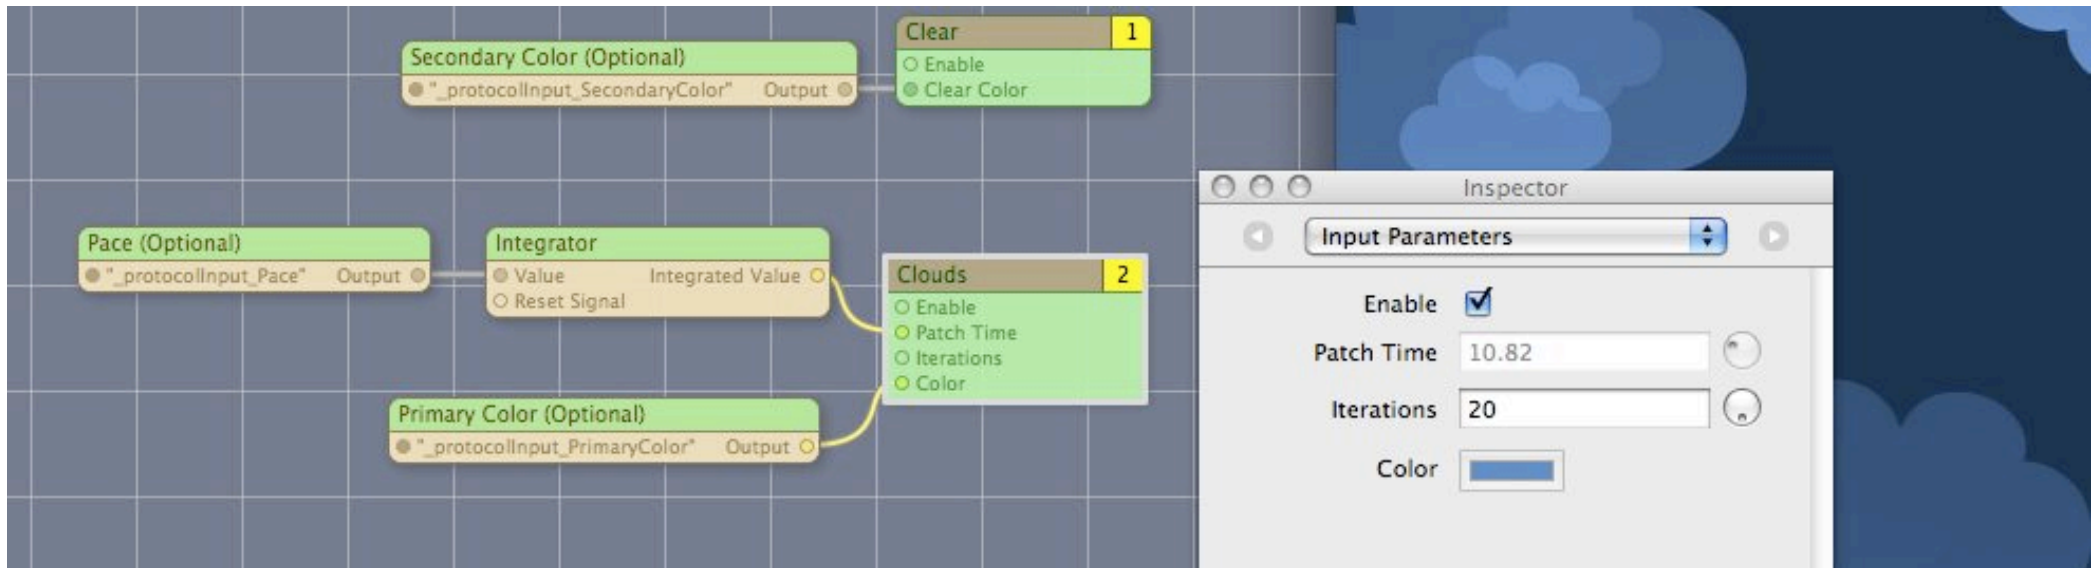 Secondary Color (Optional)
"_protocolInput_SecondaryColor" Output
Clear 1
Enable
Clear Color
Pace (Optional)
"_protocolInput_Pace" Output
Integrator
Value Integrated Value
Reset Signal
Clouds 2
Enable
Patch Time
Iterations
Color
Primary Color (Optional)
"_protocolInput_PrimaryColor" Output
Inspector
Input Parameters
Enable
Patch Time 10.82
Iterations 20
Color